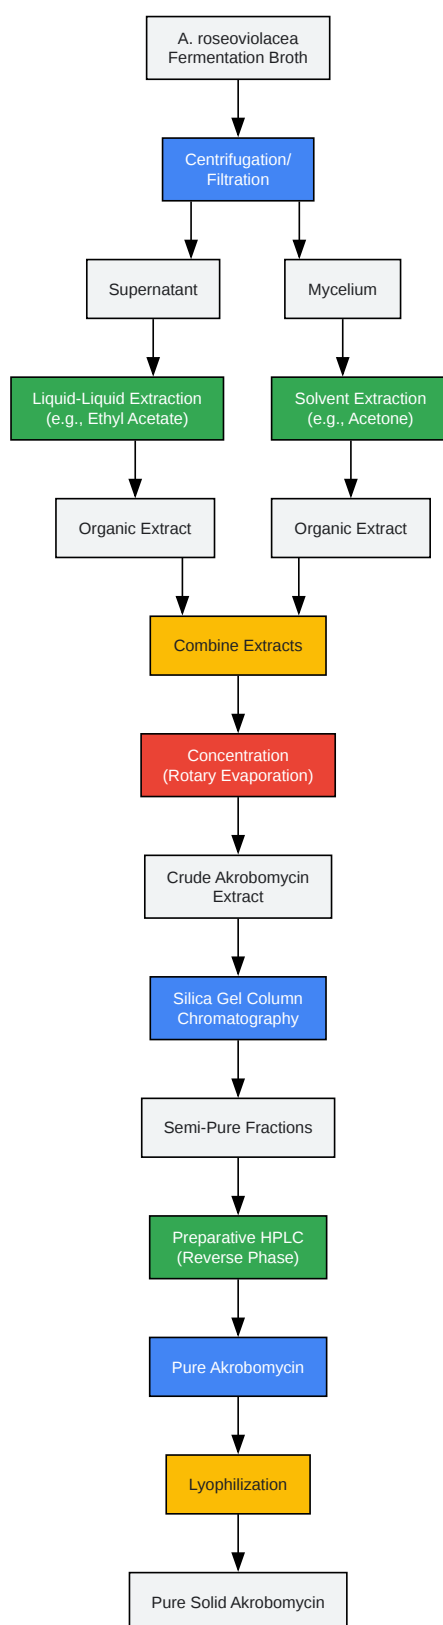 A. roseoviolacea
Fermentation Broth
Centrifugation/
Filtration
Supernatant
Mycelium
Liquid-Liquid Extraction
(e.g., Ethyl Acetate)
Solvent Extraction
(e.g., Acetone)
Organic Extract
Organic Extract
Combine Extracts
Concentration
(Rotary Evaporation)
Crude Akrobomycin
Extract
Silica Gel Column
Chromatography
Semi-Pure Fractions
Preparative HPLC
(Reverse Phase)
Pure Akrobomycin
Lyophilization
Pure Solid Akrobomycin